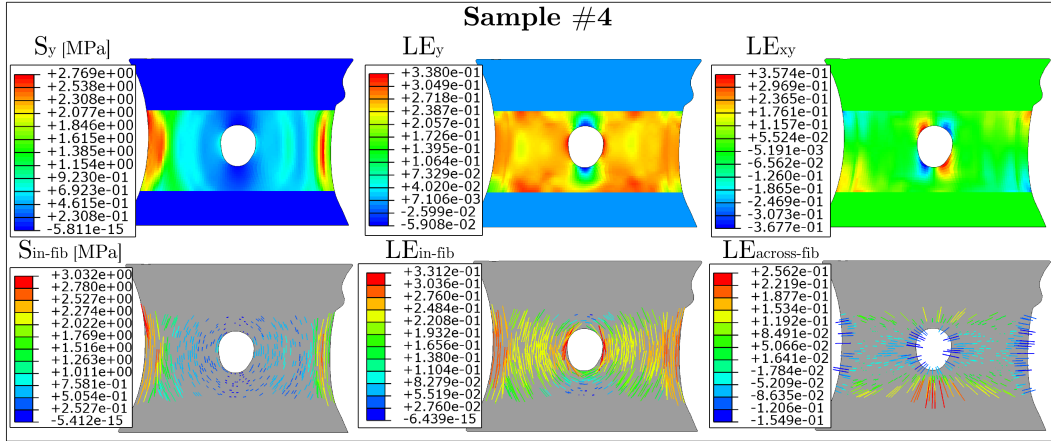 Sample #4
S_y [MPa]
+2.769e+00
+2.538e+00
+2.308e+00
+2.077e+00
+1.846e+00
+1.615e+00
+1.385e+00
+1.154e+00
+9.230e-01
+6.923e-01
+4.615e-01
+2.308e-01
-5.811e-15
LE_y
+3.380e-01
+3.049e-01
+2.718e-01
+2.387e-01
+2.057e-01
+1.726e-01
+1.395e-01
+1.064e-01
+7.329e-02
+4.020e-02
+7.106e-03
-2.599e-02
-5.908e-02
LE_xy
+3.574e-01
+2.969e-01
+2.365e-01
+1.761e-01
+1.157e-01
+5.524e-02
-5.191e-03
-6.562e-02
-1.260e-01
-1.865e-01
-2.469e-01
-3.073e-01
-3.677e-01
S_in-fib [MPa]
+3.032e+00
+2.780e+00
+2.527e+00
+2.274e+00
+2.022e+00
+1.769e+00
+1.516e+00
+1.263e+00
+1.011e+00
+7.581e-01
+5.054e-01
+2.527e-01
-5.412e-15
LE_in-fib
+3.312e-01
+3.036e-01
+2.760e-01
+2.484e-01
+2.208e-01
+1.932e-01
+1.656e-01
+1.380e-01
+1.104e-01
+8.279e-02
+5.519e-02
+2.760e-02
-6.439e-15
LE_across-fib
+2.562e-01
+2.219e-01
+1.877e-01
+1.534e-01
+1.192e-01
+8.491e-02
+5.066e-02
+1.641e-02
-1.784e-02
-5.209e-02
-8.635e-02
-1.206e-01
-1.549e-01